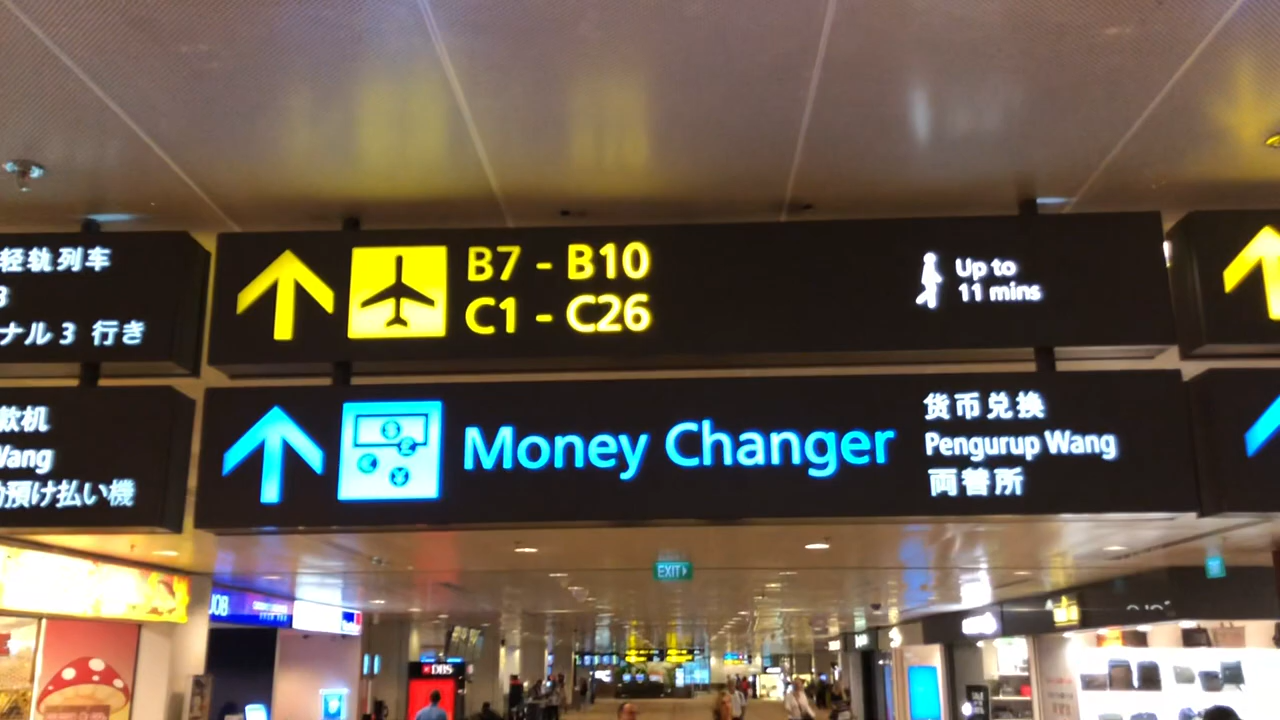 轻轨列车
3
ナル 3 行き
B7 - B10
C1 - C26
Up to
11 mins
款机
Wang
動預け払い機
Money Changer
货币兑换
Pengurup Wang
両替所
EXIT
DBS